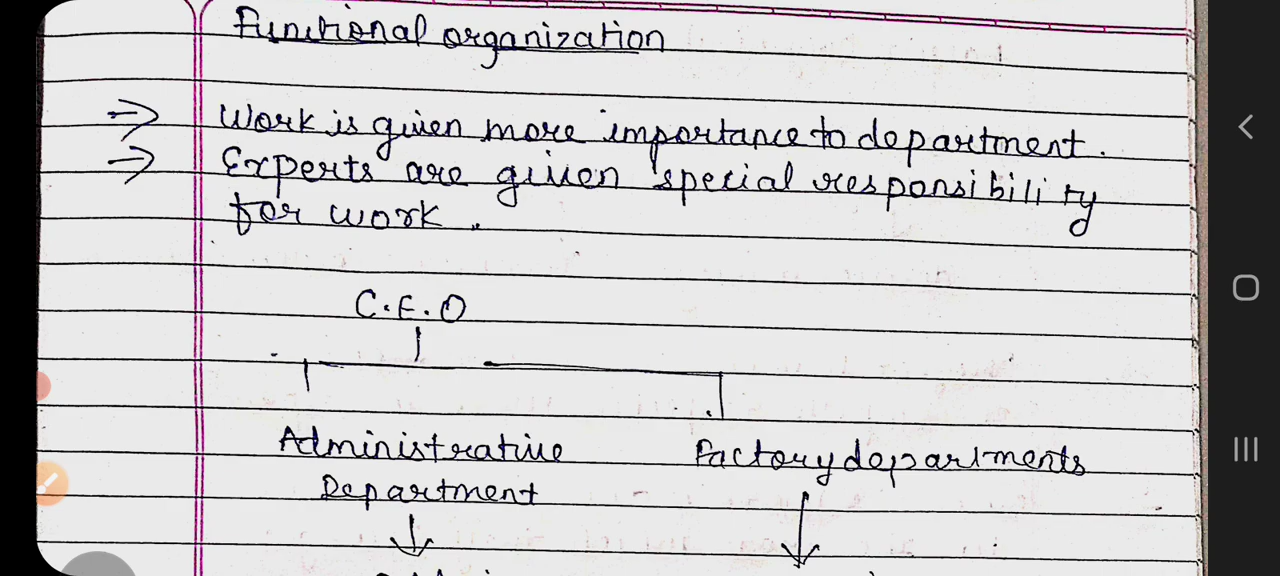 Functional organization
⇒ Work is given more importance to department.
⇒ Experts are given special responsibility
for work.
C.E.O
Administrative Factory departments
Department